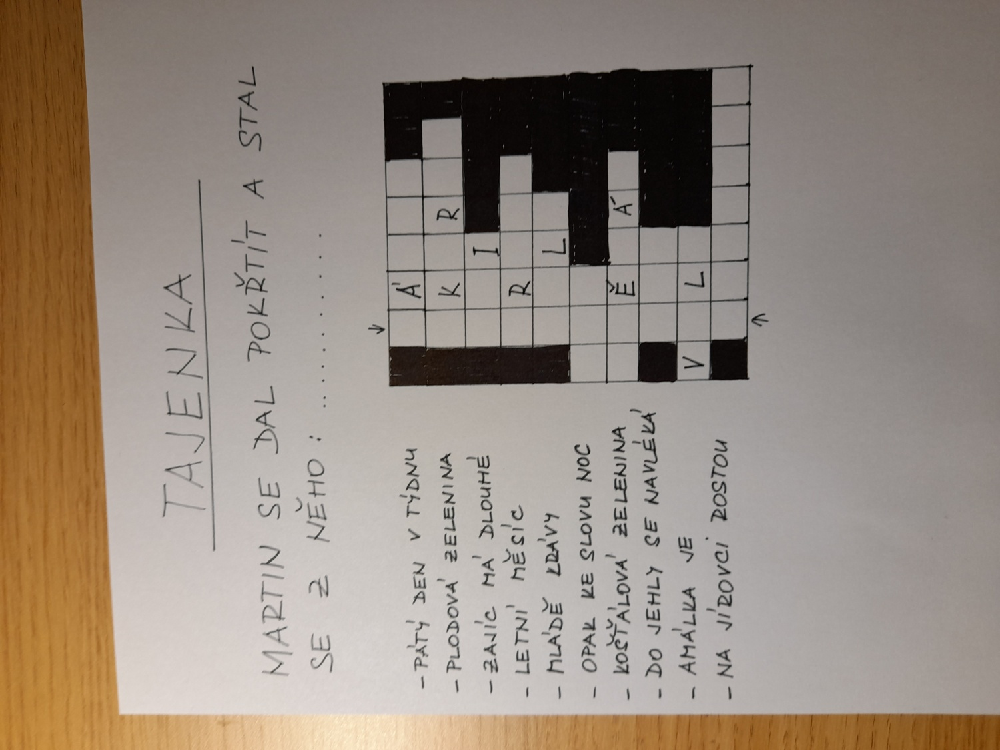 TAJENKA
MARTIN SE DAL POKŘTÍT A STAL
SE Z NĚHO: ..........
- PÁTÝ DEN V TÝDNU
Á
- PLODOVÁ ZELENINA
K R
- ZAJÍC MÁ DLOUHÉ
I
- LETNÍ MĚSÍC
R
- MLÁDĚ KRÁVY
L
- OPAK KE SLOVU NOC
- KOŠŤÁLOVÁ ZELENINA
Ě Á
- DO JEHLY SE NAVLÉKÁ
- AMÁLKA JE
V L
- NA JÍROVCI ROSTOU